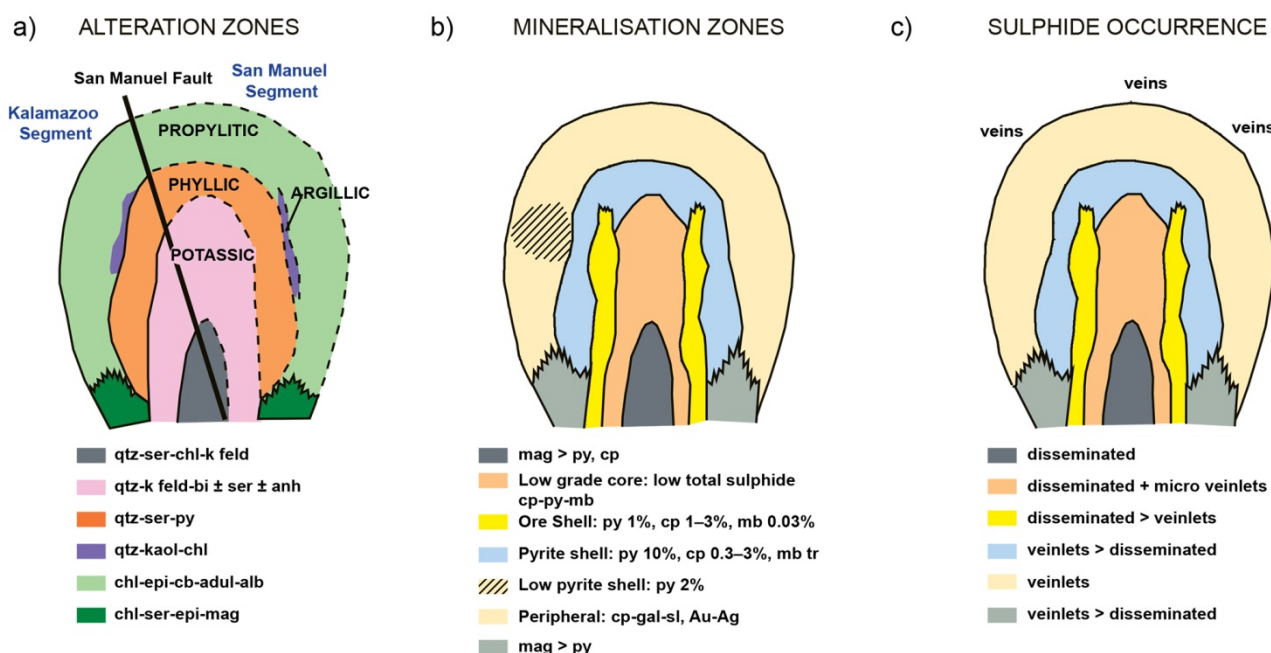 a) ALTERATION ZONES
San Manuel Fault
San Manuel
Segment
Kalamazoo
Segment
PROPYLITIC
PHYLLIC
ARGILLIC
POTASSIC
qtz-ser-chl-k feld
qtz-k feld-bi ± ser ± anh
qtz-ser-py
qtz-kaol-chl
chl-epi-cb-adul-alb
chl-ser-epi-mag
b) MINERALISATION ZONES
mag > py, cp
Low grade core: low total sulphide
cp-py-mb
Ore Shell: py 1%, cp 1–3%, mb 0.03%
Pyrite shell: py 10%, cp 0.3–3%, mb tr
Low pyrite shell: py 2%
Peripheral: cp-gal-sl, Au-Ag
mag > py
c) SULPHIDE OCCURRENCE
veins
veins
veins
disseminated
disseminated + micro veinlets
disseminated > veinlets
veinlets > disseminated
veinlets
veinlets > disseminated